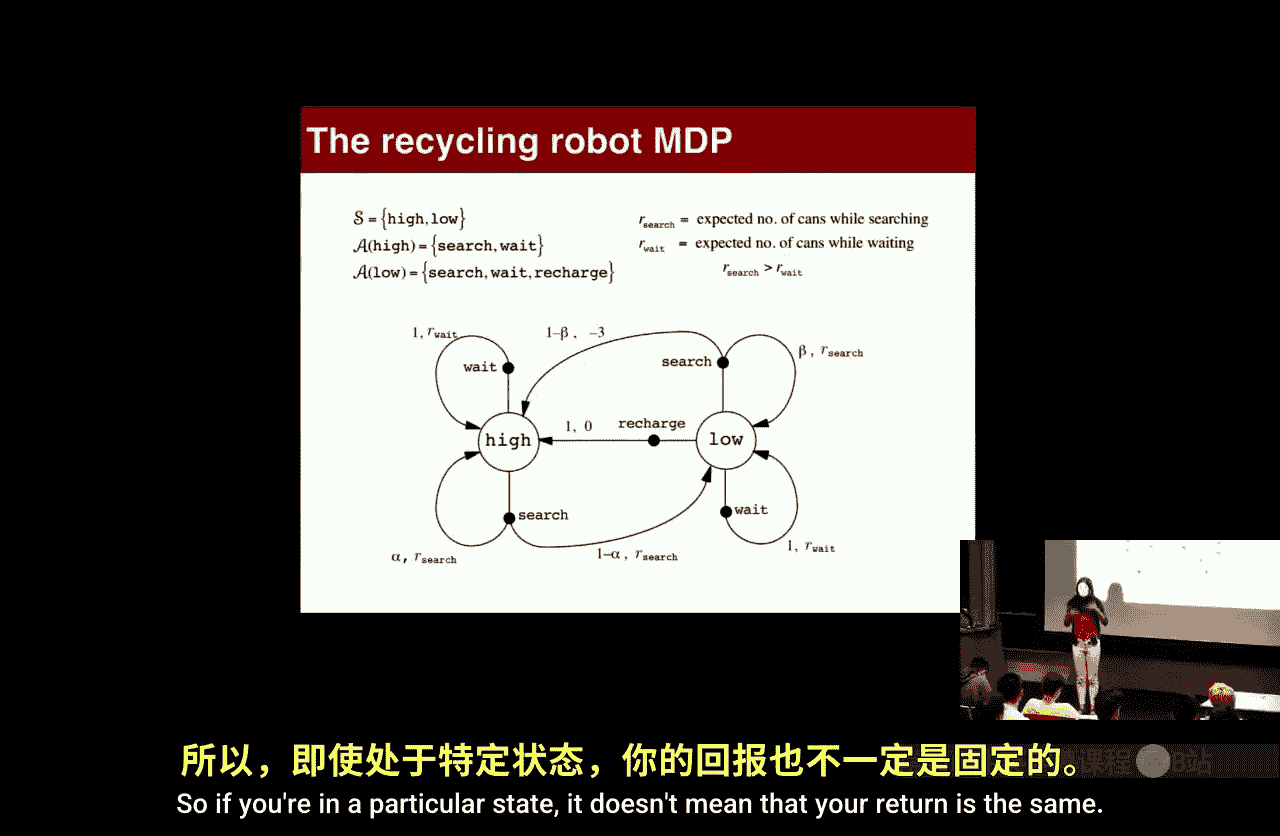 The recycling robot MDP
S = {high, low}
A(high) = {search, wait}
A(low) = {search, wait, recharge}
r_search = expected no. of cans while searching
r_wait = expected no. of cans while waiting
r_search > r_wait
1, r_wait
1–β , –3
wait
search
β , r_search
1, 0
recharge
high
low
search
wait
α, r_search
1–α , r_search
1, r_wait
所以，即使处于特定状态，你的回报也不一定是固定的。
课程
B站
So if you're in a particular state, it doesn't mean that your return is the same.